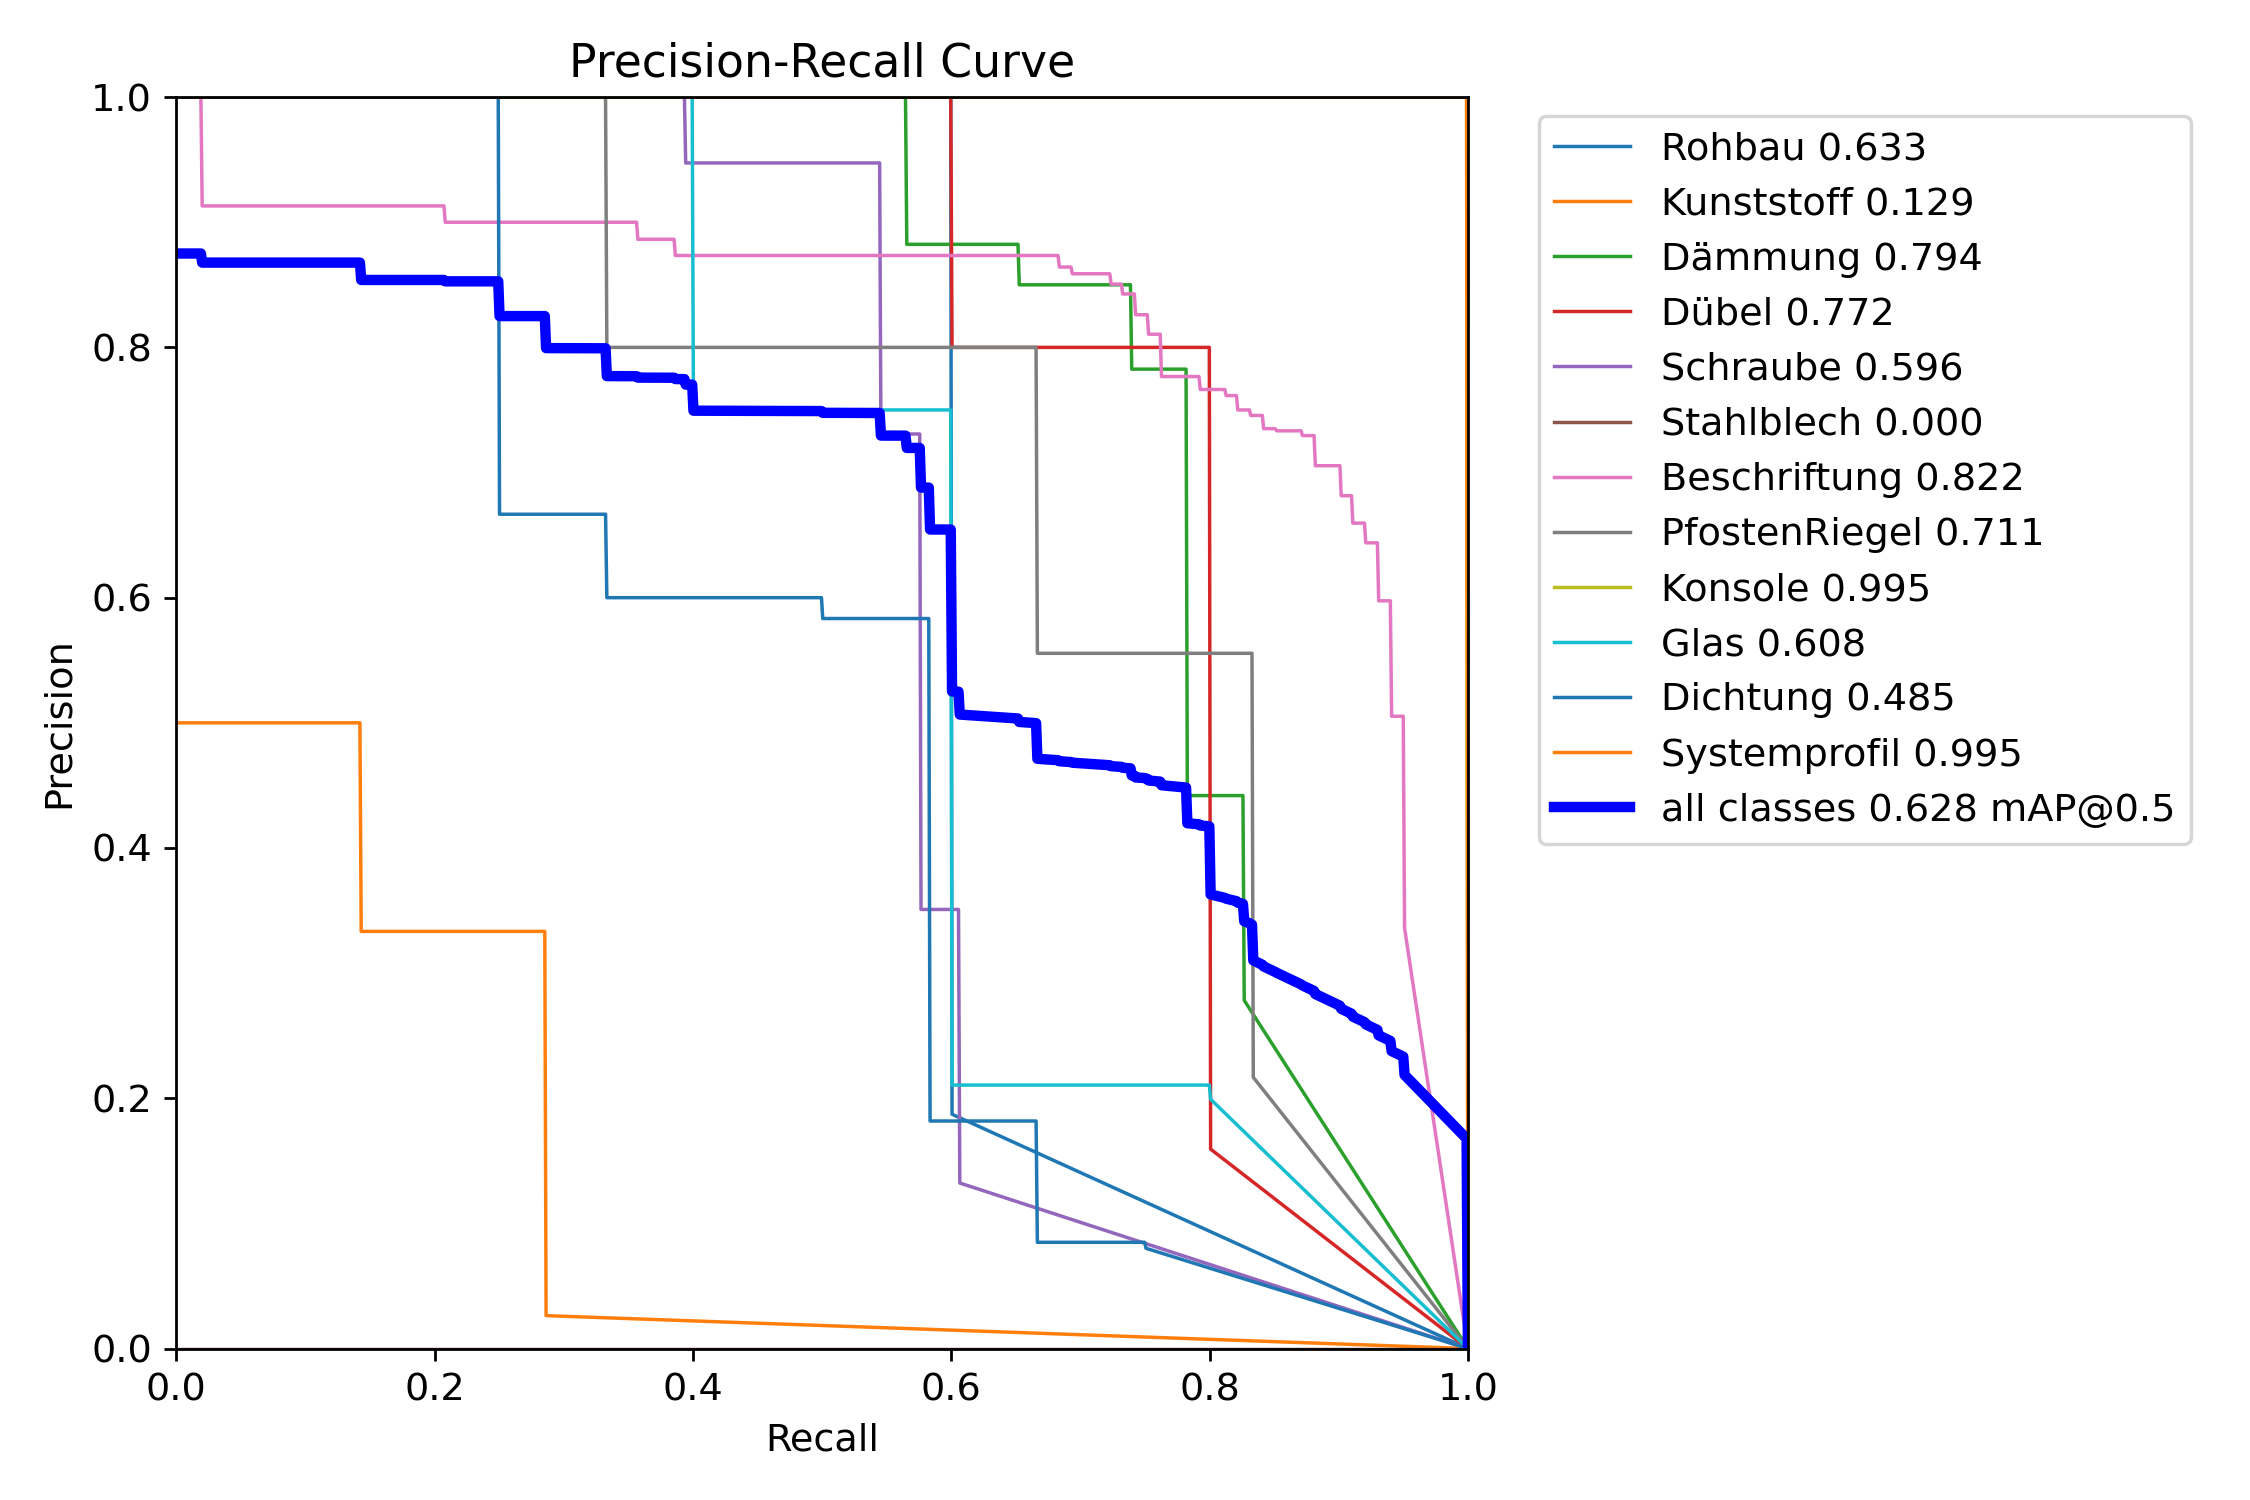 Precision-Recall Curve
1.0
0.8
0.6
0.4
0.2
0.0
Precision
0.0 0.2 0.4 0.6 0.8 1.0
Recall
Rohbau 0.633
Kunststoff 0.129
Dämmung 0.794
Dübel 0.772
Schraube 0.596
Stahlblech 0.000
Beschriftung 0.822
PfostenRiegel 0.711
Konsole 0.995
Glas 0.608
Dichtung 0.485
Systemprofil 0.995
all classes 0.628 mAP@0.5